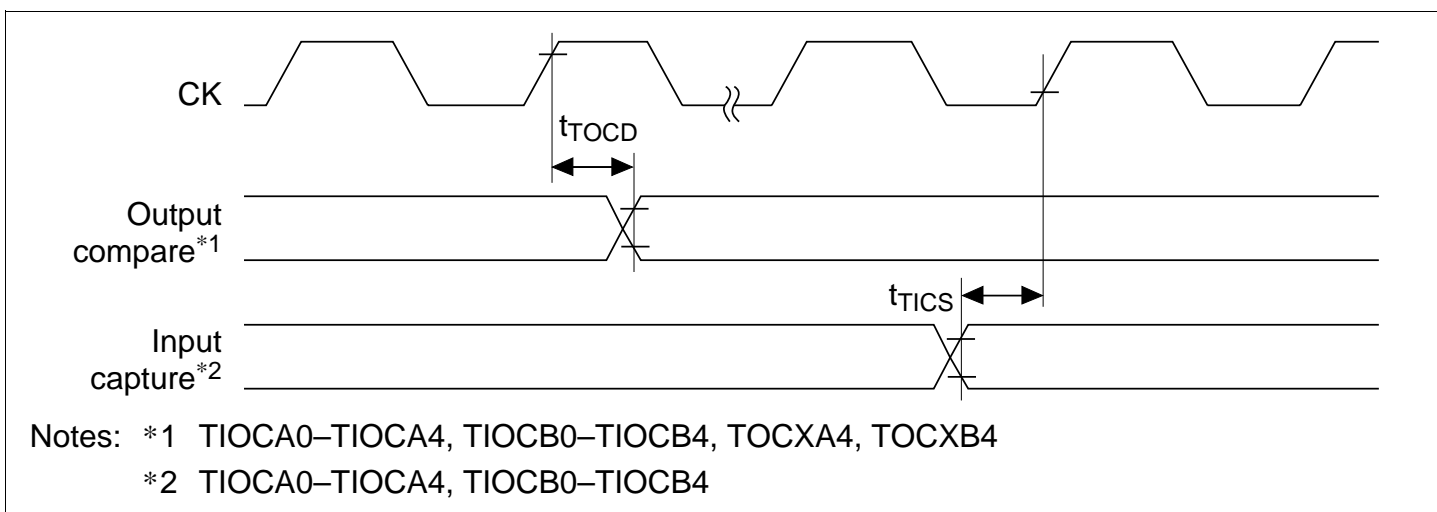 CK
tTOCD
Output
compare*1
tTICS
Input
capture*2
Notes: *1 TIOCA0–TIOCA4, TIOCB0–TIOCB4, TOCXA4, TOCXB4
*2 TIOCA0–TIOCA4, TIOCB0–TIOCB4